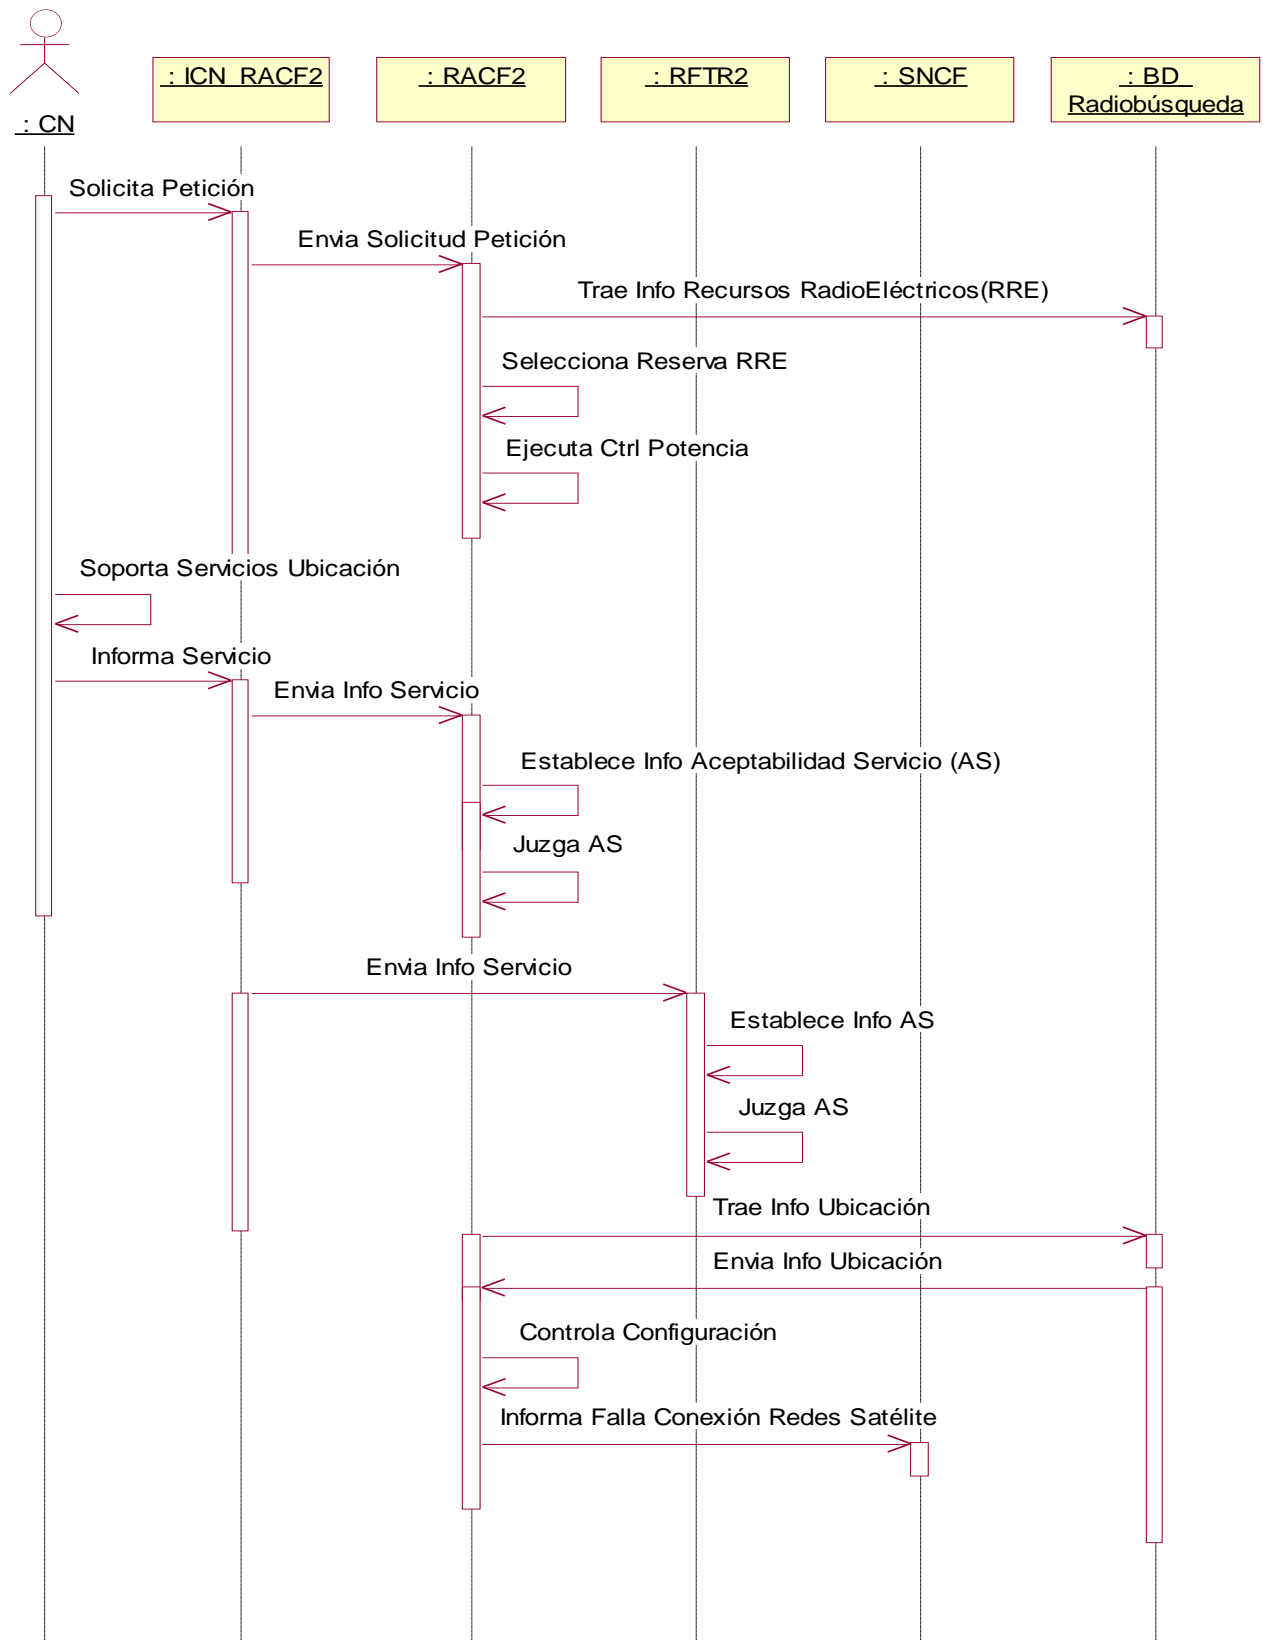 : CN
: ICN_RACF2
: RACF2
: RFTR2
: SNCF
: BD_
Radiobúsqueda
Solicita Petición
Envia Solicitud Petición
Trae Info Recursos RadioEléctricos(RRE)
Selecciona Reserva RRE
Ejecuta Ctrl Potencia
Soporta Servicios Ubicación
Informa Servicio
Envia Info Servicio
Establece Info Aceptabilidad Servicio (AS)
Juzga AS
Envia Info Servicio
Establece Info AS
Juzga AS
Trae Info Ubicación
Envia Info Ubicación
Controla Configuración
Informa Falla Conexión Redes Satélite